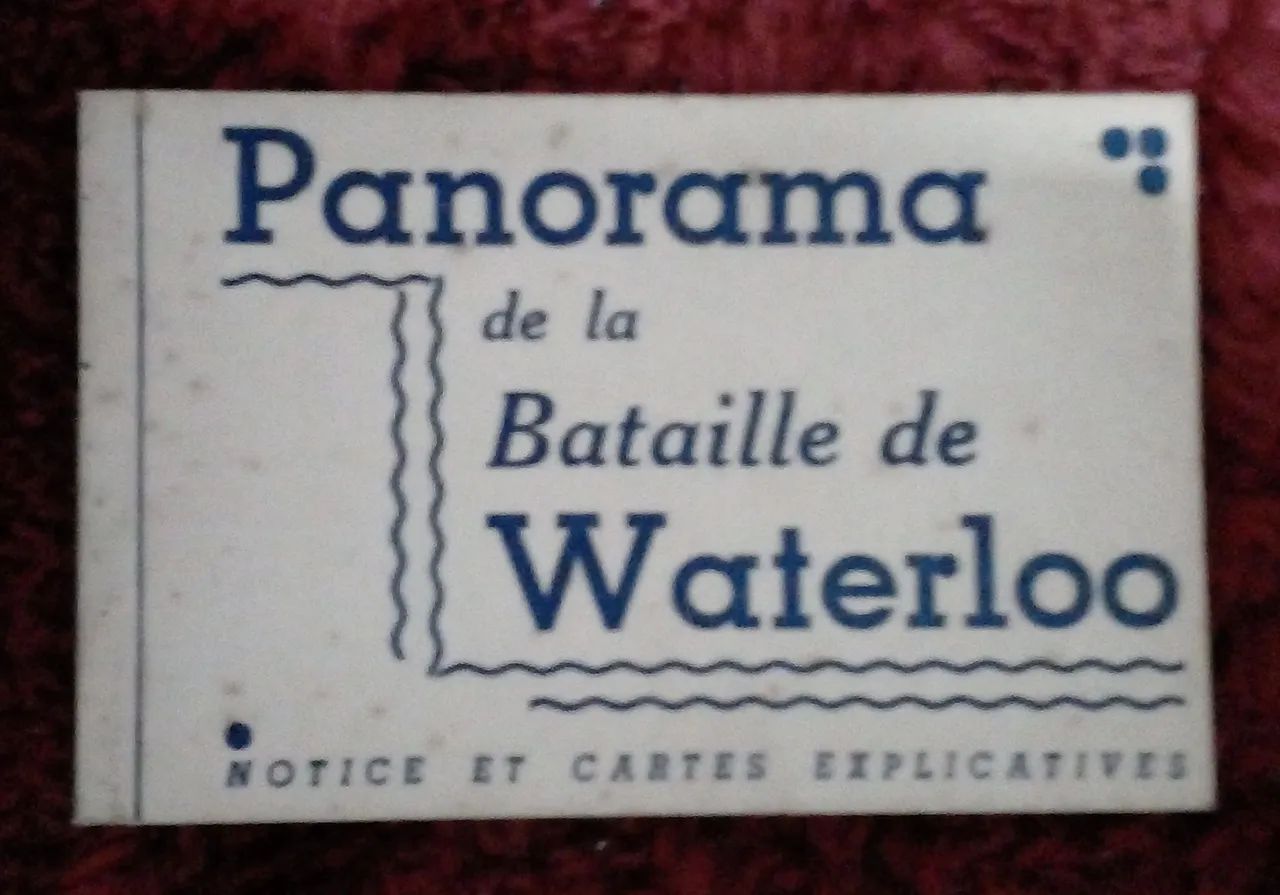 Panorama
de la
Bataille de
Waterloo
NOTICE ET CARTES EXPLICATIVES